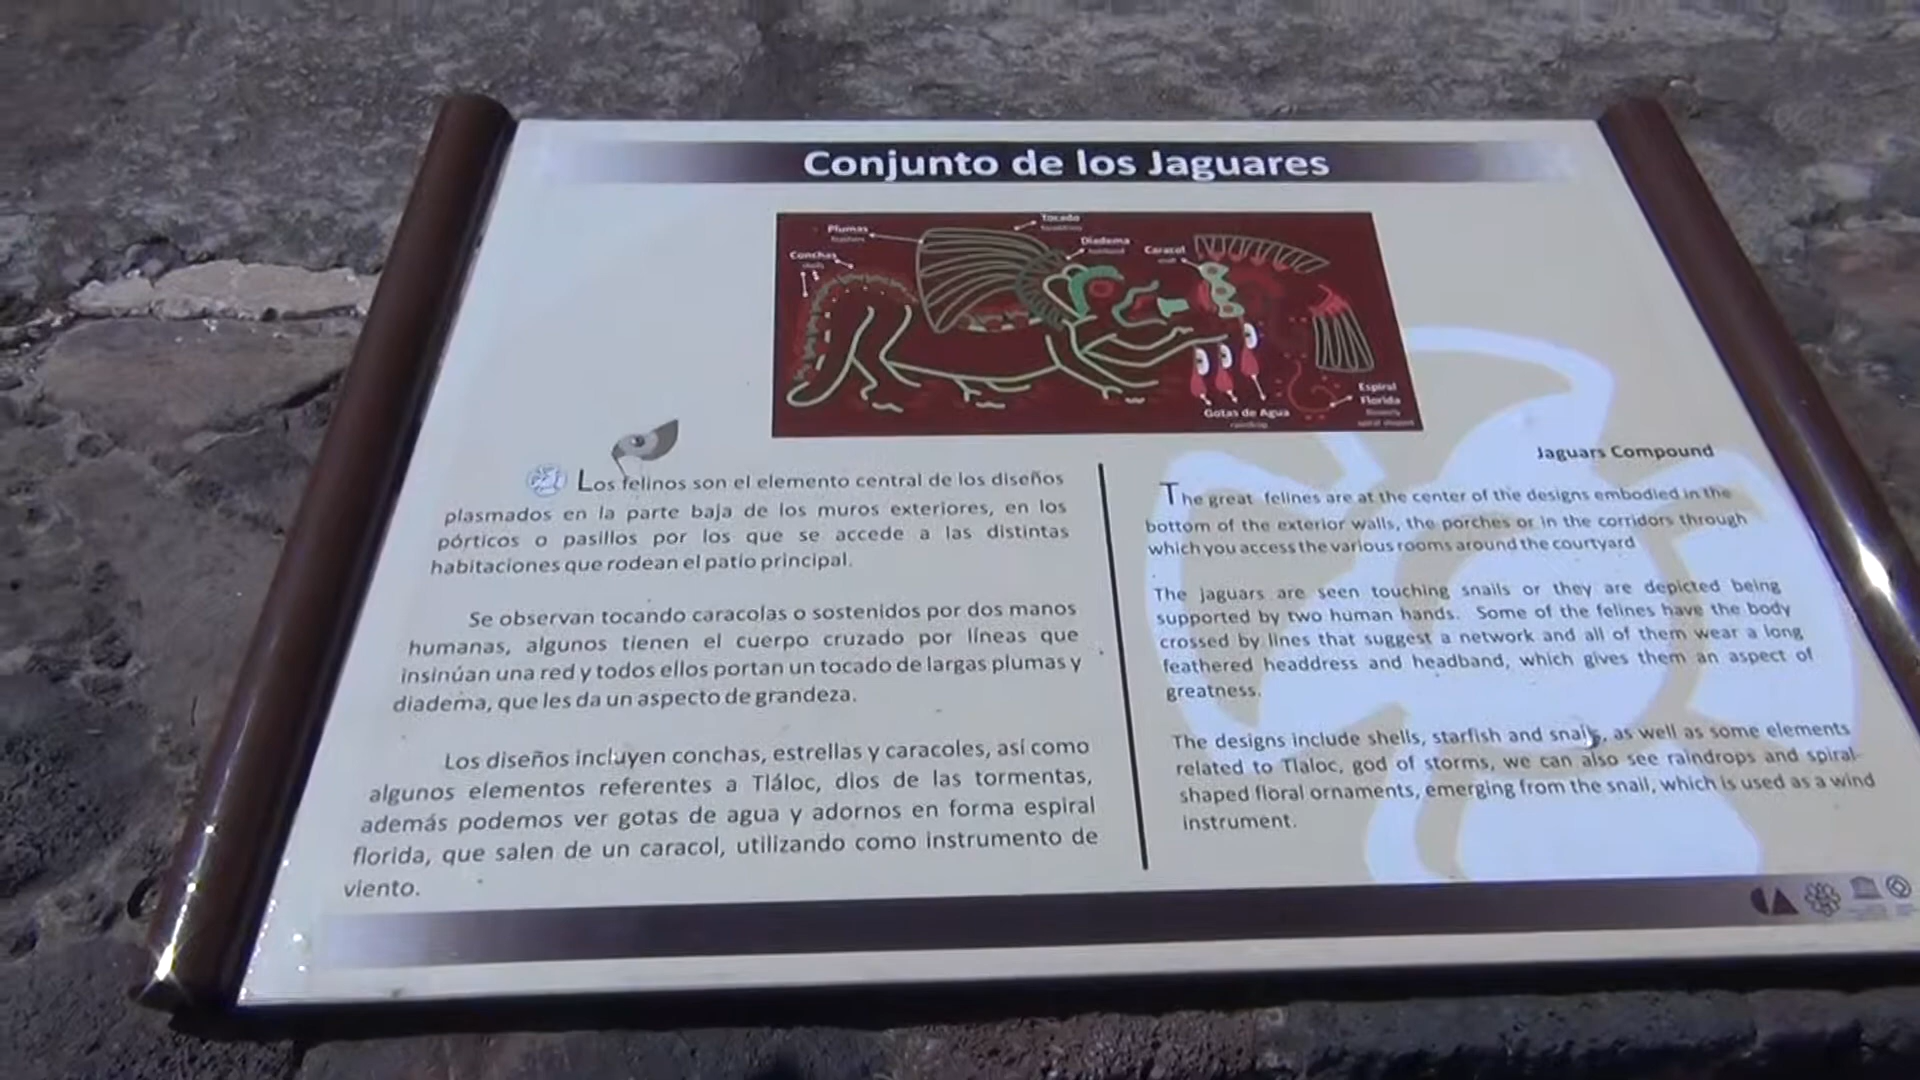 Conjunto de los Jaguares
Tocado
Plumas
feathers
Diadema
headband
Conchas
shells
Caracol
Espiral
Florida
Gotas de Agua
Los felinos son el elemento central de los diseños
plasmados en la parte baja de los muros exteriores, en los
pórticos o pasillos por los que se accede a las distintas
habitaciones que rodean el patio principal.
Se observan tocando caracolas o sostenidos por dos manos
humanas, algunos tienen el cuerpo cruzado por líneas que
insinúan una red y todos ellos portan un tocado de largas plumas y
diadema, que les da un aspecto de grandeza.
Los diseños incluyen conchas, estrellas y caracoles, así como
algunos elementos referentes a Tláloc, dios de las tormentas,
además podemos ver gotas de agua y adornos en forma espiral
florida, que salen de un caracol, utilizando como instrumento de
viento.
Jaguars Compound
The great felines are at the center of the designs embodied in the
bottom of the exterior walls, the porches or in the corridors through
which you access the various rooms around the courtyard
The jaguars are seen touching snails or they are depicted being
supported by two human hands. Some of the felines have the body
crossed by lines that suggest a network and all of them wear a long
feathered headdress and headband, which gives them an aspect of
greatness.
The designs include shells, starfish and snails, as well as some elements
related to Tlaloc, god of storms, we can also see raindrops and spiral-
shaped floral ornaments, emerging from the snail, which is used as a wind
instrument.